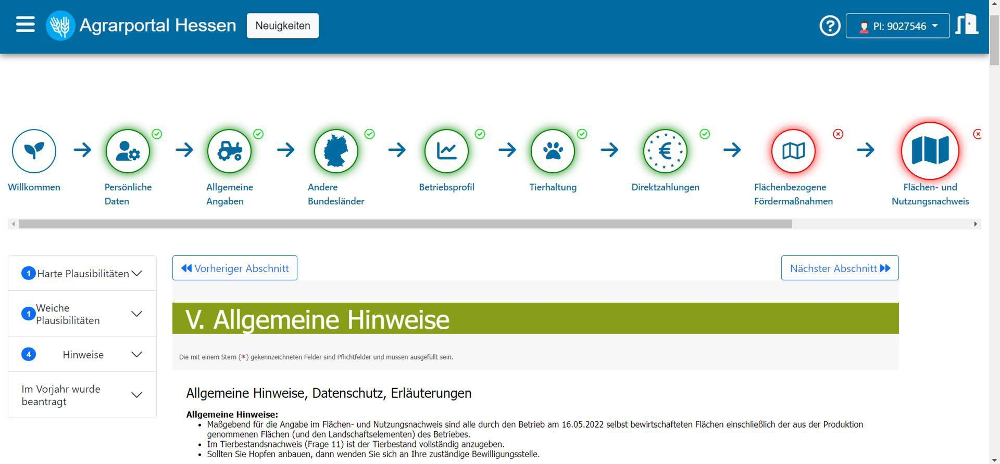 Agrarportal Hessen
Neuigkeiten
?
PI: 9027546
Willkommen
Persönliche
Daten
Allgemeine
Angaben
Andere
Bundesländer
Betriebsprofil
Tierhaltung
€
Direktzahlungen
Flächenbezogene
Fördermaßnahmen
Flächen- und
Nutzungsnachweis
1 Harte Plausibilitäten
1 Weiche
Plausibilitäten
4 Hinweise
Im Vorjahr wurde
beantragt
Vorheriger Abschnitt
Nächster Abschnitt
V. Allgemeine Hinweise
Die mit einem Stern (*) gekennzeichneten Felder sind Pflichtfelder und müssen ausgefüllt sein.
Allgemeine Hinweise, Datenschutz, Erläuterungen
Allgemeine Hinweise:
• Maßgebend für die Angabe im Flächen- und Nutzungsnachweis sind alle durch den Betrieb am 16.05.2022 selbst bewirtschafteten Flächen einschließlich der aus der Produktion
genommenen Flächen (und den Landschaftselementen) des Betriebes.
• Im Tierbestandsnachweis (Frage 11) ist der Tierbestand vollständig anzugeben.
• Sollten Sie Hopfen anbauen, dann wenden Sie sich an Ihre zuständige Bewilligungsstelle.